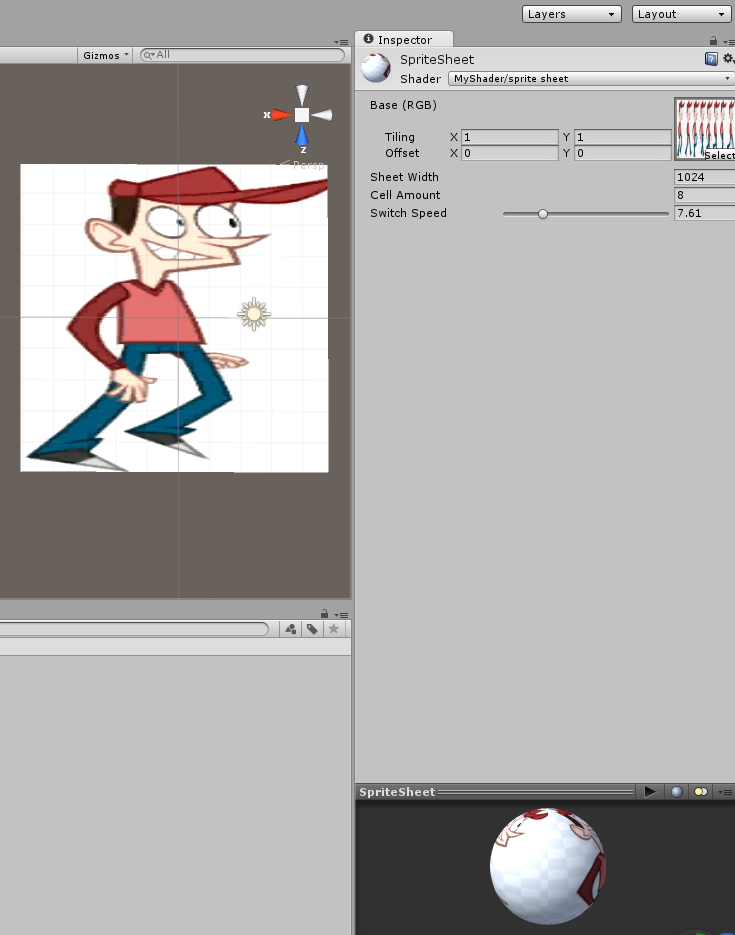 Layers
Layout
Inspector
Gizmos
All
SpriteSheet
Shader
MyShader/sprite sheet
Base (RGB)
x
Tiling X 1 Y 1
z
Offset X 0 Y 0
Select
Persp
Sheet Width 1024
Cell Amount 8
Switch Speed 7.61
SpriteSheet